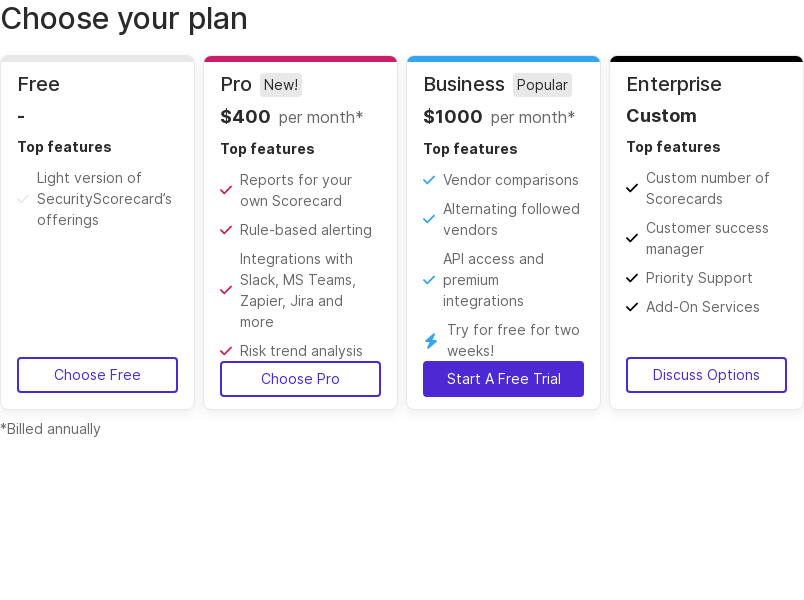 Choose your plan
Free
-
Top features
Light version of
SecurityScorecard’s
offerings
Choose Free
Pro New!
$400 per month*
Top features
Reports for your
own Scorecard
Rule-based alerting
Integrations with
Slack, MS Teams,
Zapier, Jira and
more
Risk trend analysis
Choose Pro
Business Popular
$1000 per month*
Top features
Vendor comparisons
Alternating followed
vendors
API access and
premium
integrations
Try for free for two
weeks!
Start A Free Trial
Enterprise
Custom
Top features
Custom number of
Scorecards
Customer success
manager
Priority Support
Add-On Services
Discuss Options
*Billed annually